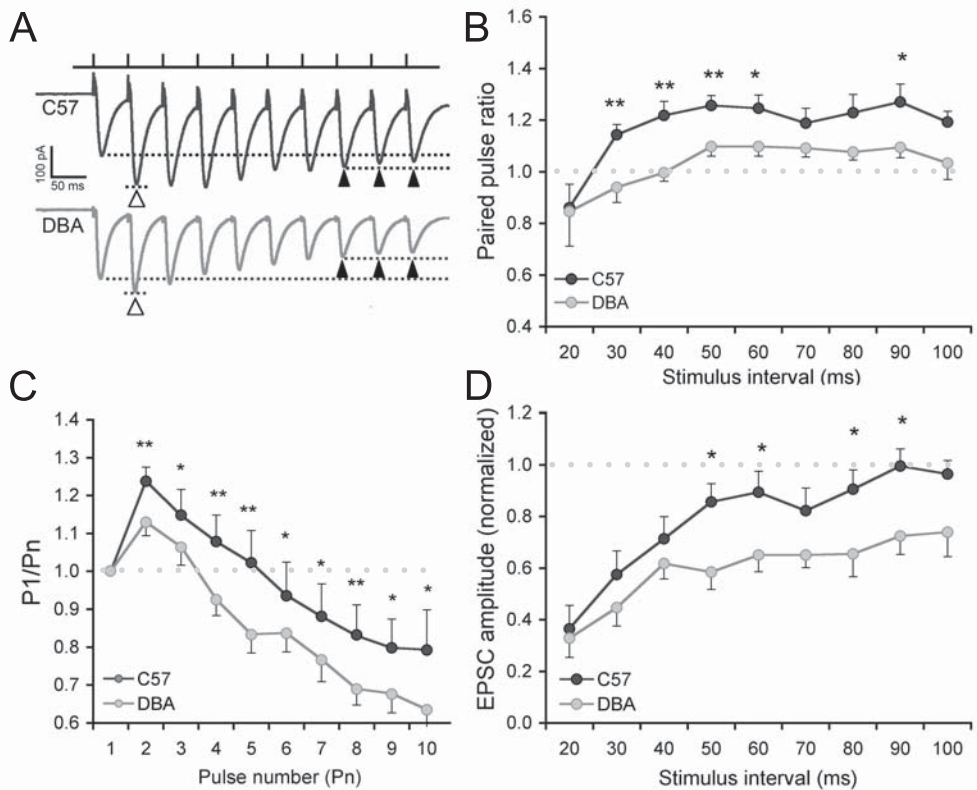 A
C57
100 pA
50 ms
DBA
B
Paired pulse ratio
1.6
1.4
1.2
1.0
0.8
0.6
0.4
** ** ** * *
C57
DBA
20 30 40 50 60 70 80 90 100
Stimulus interval (ms)
C
P1/Pn
1.4
1.3
1.2
1.1
1.0
0.9
0.8
0.7
0.6
** * ** ** * * ** * *
C57
DBA
1 2 3 4 5 6 7 8 9 10
Pulse number (Pn)
D
EPSC amplitude (normalized)
1.2
1.0
0.8
0.6
0.4
0.2
0.0
* * * *
C57
DBA
20 30 40 50 60 70 80 90 100
Stimulus interval (ms)